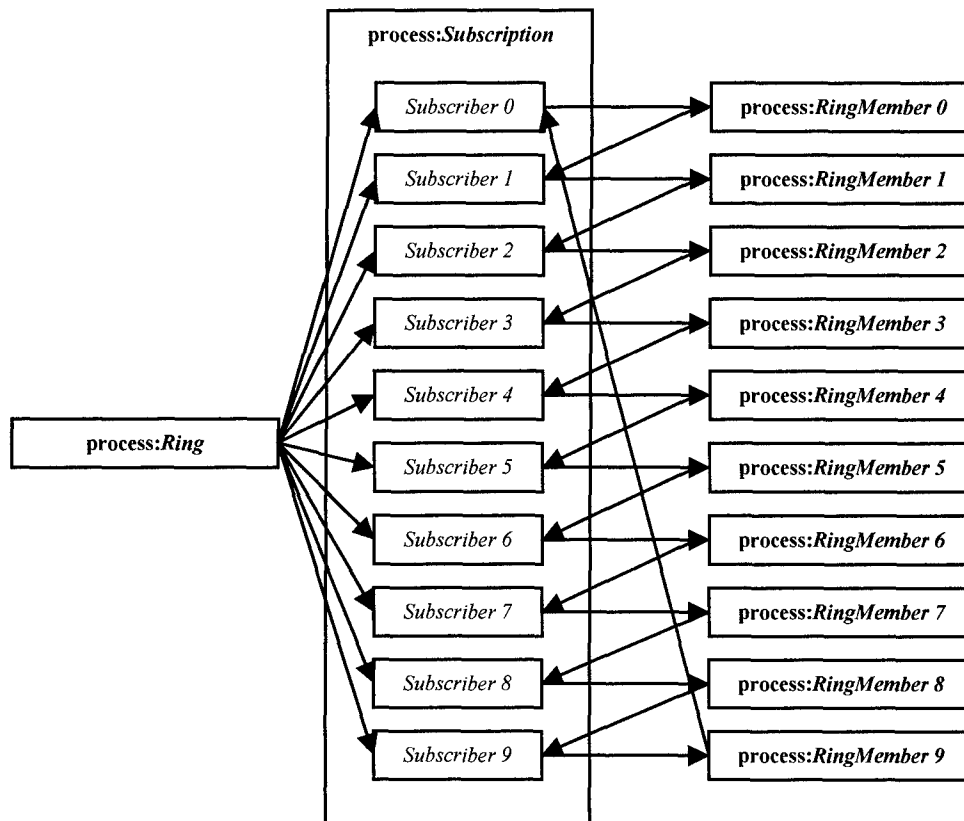 process:Subscription
Subscriber 0
process:RingMember 0
Subscriber 1
process:RingMember 1
Subscriber 2
process:RingMember 2
Subscriber 3
process:RingMember 3
Subscriber 4
process:RingMember 4
process:Ring
Subscriber 5
process:RingMember 5
Subscriber 6
process:RingMember 6
Subscriber 7
process:RingMember 7
Subscriber 8
process:RingMember 8
Subscriber 9
process:RingMember 9